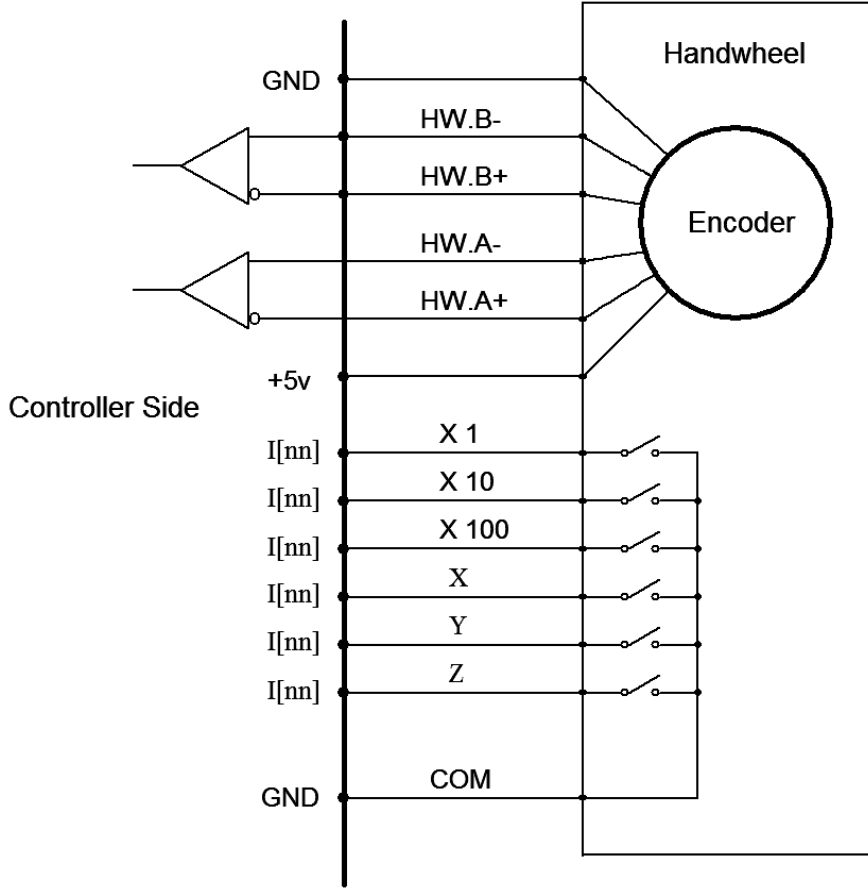 Handwheel
GND
HW.B-
HW.B+
Encoder
HW.A-
HW.A+
+5v
Controller Side
I[nn] X 1
I[nn] X 10
I[nn] X 100
I[nn] X
I[nn] Y
I[nn] Z
GND COM